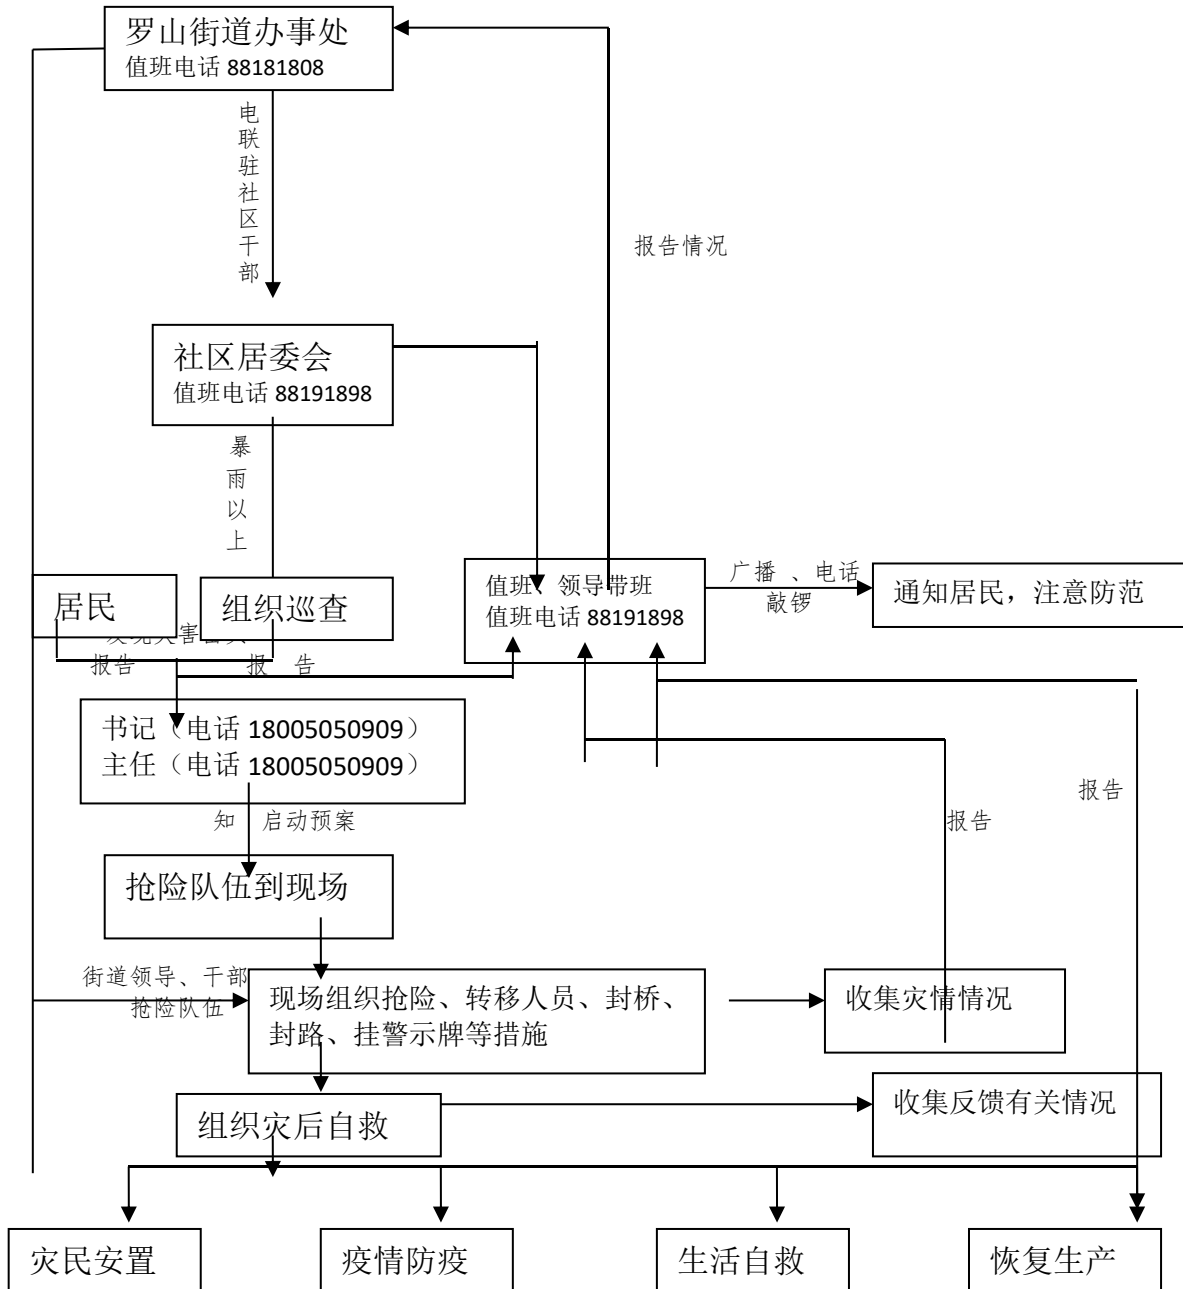 罗山街道办事处
值班电话 88181808
电联驻社区干部
报告情况
社区居委会
值班电话 88191898
暴雨以上
居民
组织巡查
值班、领导带班
值班电话 88191898
广播 、电话
敲锣
通知居民，注意防范
报告
报 告
书记（电话 18005050909）
主任（电话 18005050909）
知 启动预案
报告
报告
抢险队伍到现场
街道领导、干部
抢险队伍
现场组织抢险、转移人员、封桥、
封路、挂警示牌等措施
收集灾情情况
组织灾后自救
收集反馈有关情况
灾民安置
疫情防疫
生活自救
恢复生产